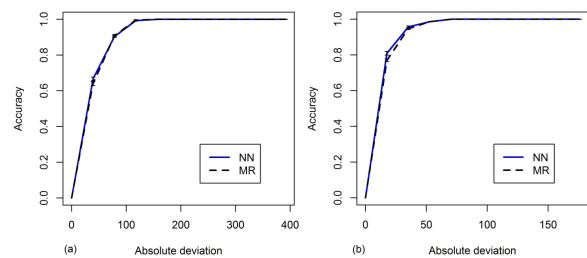 Accuracy
1.0
0.8
0.6
0.4
0.2
0.0
NN
MR
0 100 200 300 400
(a) Absolute deviation
Accuracy
1.0
0.8
0.6
0.4
0.2
0.0
NN
MR
0 50 100 150
(b) Absolute deviation